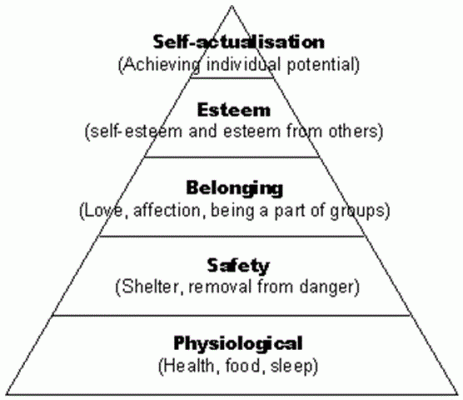 Self-actualisation
(Achieving individual potential)
Esteem
(self-esteem and esteem from others)
Belonging
(Love, affection, being a part of groups)
Safety
(Shelter, removal from danger)
Physiological
(Health, food, sleep)